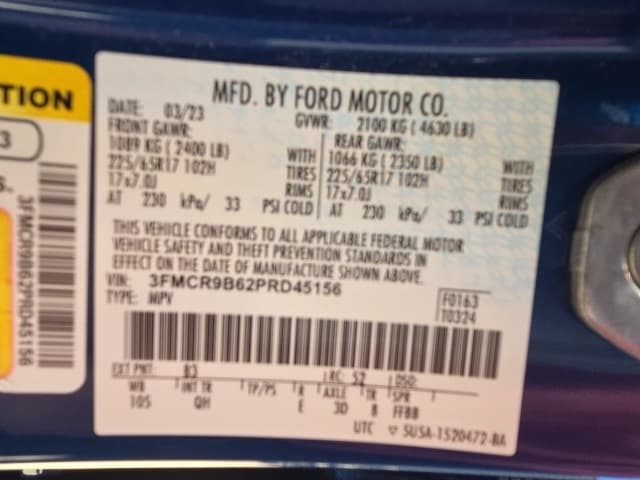 TION
3
S.
3FMCR9B62PRD45156
MFD. BY FORD MOTOR CO.
DATE: 03/23 GVWR: 2100 KG ( 4630 LB)
FRONT GAWR: REAR GAWR:
1089 KG ( 2400 LB) WITH 1066 KG ( 2350 LB) WITH
225/65R17 102H TIRES 225/65R17 102H TIRES
17x7.0J RIMS 17x7.0J RIMS
AT 230 kPa/ 33 PSI COLD AT 230 kPa/ 33 PSI COLD
THIS VEHICLE CONFORMS TO ALL APPLICABLE FEDERAL MOTOR
VEHICLE SAFETY AND THEFT PREVENTION STANDARDS IN
EFFECT ON THE DATE OF MANUFACTURE SHOWN ABOVE.
VIN: 3FMCR9B62PRD45156 F0163
TYPE: MPV T0324
EXT PNT: B3 RC: 52 DSO:
WB INT TR TP/PS R AXLE TR SPR
105 QH E 3D 8 FFBB
UTC ▽ 5USA-1520472-BA